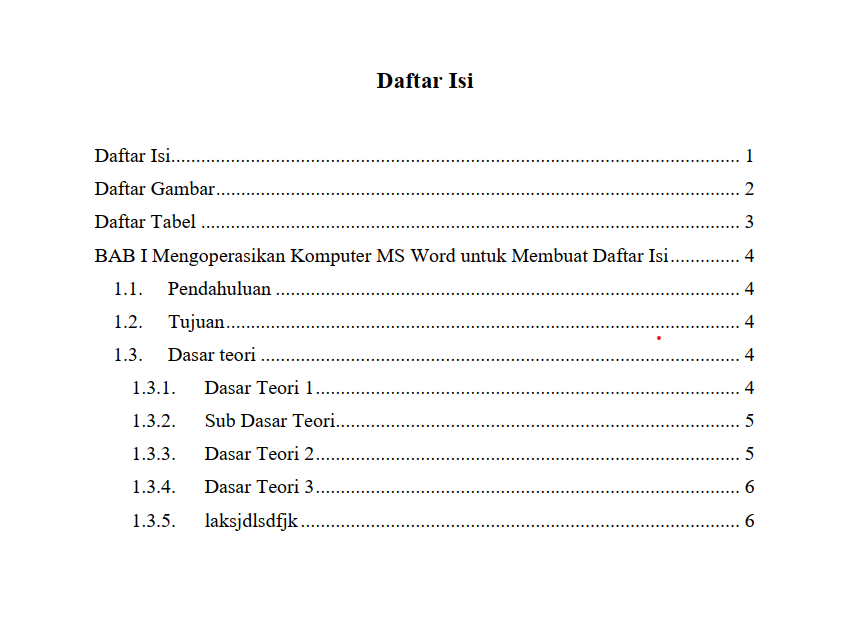 Daftar Isi
Daftar Isi........................................................................................................................ 1
Daftar Gambar.............................................................................................................. 2
Daftar Tabel ................................................................................................................. 3
BAB I Mengoperasikan Komputer MS Word untuk Membuat Daftar Isi.............. 4
1.1. Pendahuluan ................................................................................................. 4
1.2. Tujuan............................................................................................................ 4
1.3. Dasar teori .................................................................................................... 4
1.3.1. Dasar Teori 1......................................................................................... 4
1.3.2. Sub Dasar Teori..................................................................................... 5
1.3.3. Dasar Teori 2......................................................................................... 5
1.3.4. Dasar Teori 3......................................................................................... 6
1.3.5. laksjdlsdfjk............................................................................................ 6